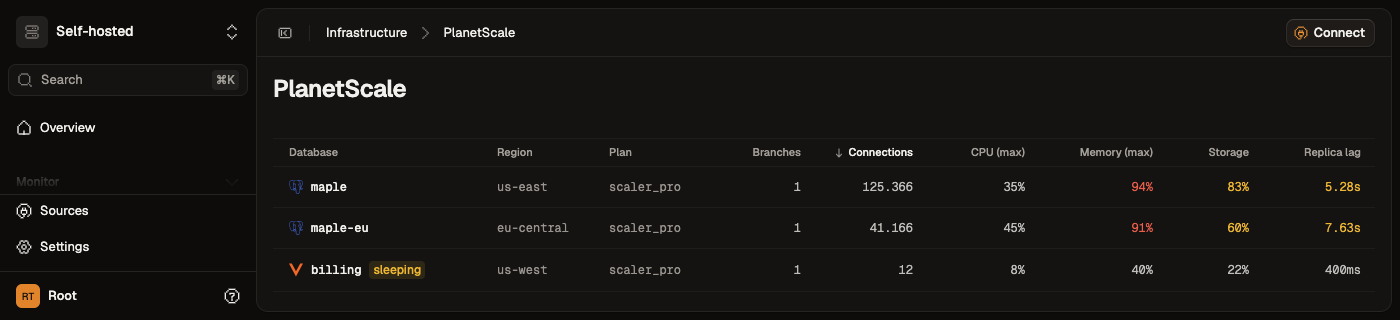 Self-hosted
Search ⌘K
Overview
Monitor
Sources
Settings
RT Root
Infrastructure PlanetScale
Connect
PlanetScale
Database Region Plan Branches ↓ Connections CPU (max) Memory (max) Storage Replica lag
maple us-east scaler_pro 1 125.366 35% 94% 83% 5.28s
maple-eu eu-central scaler_pro 1 41.166 45% 91% 60% 7.63s
billing sleeping us-west scaler_pro 1 12 8% 40% 22% 400ms